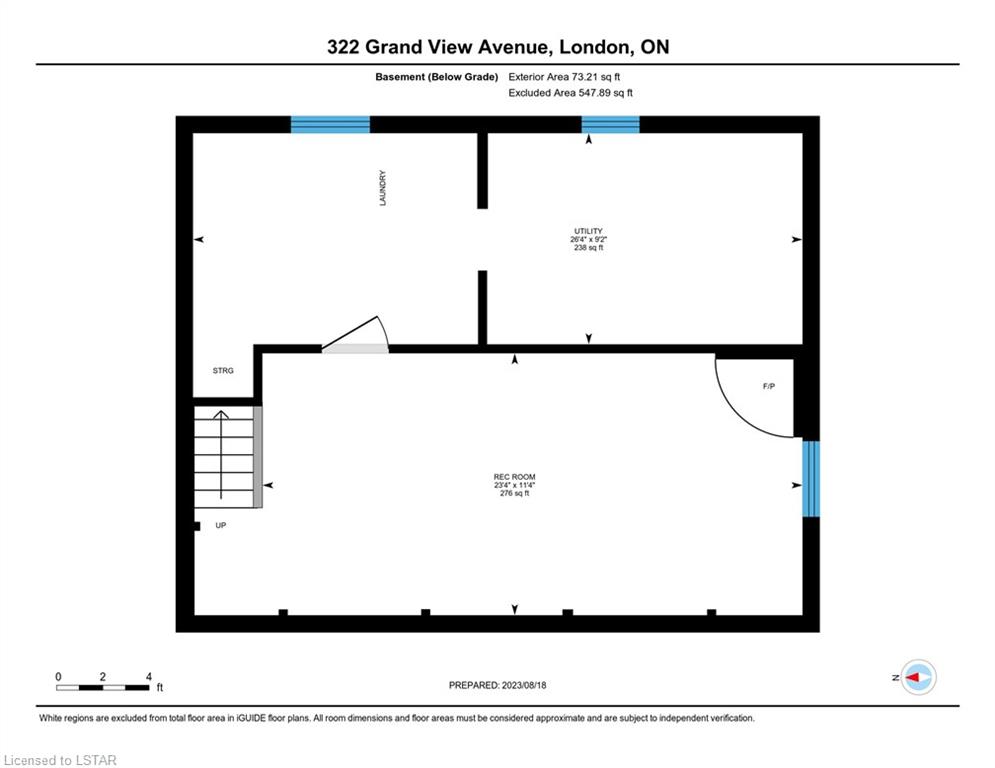 322 Grand View Avenue, London, ON
Basement (Below Grade) Exterior Area 73.21 sq ft
Excluded Area 547.89 sq ft
LAUNDRY
UTILITY
26'4" x 9'2"
238 sq ft
STRG
F/P
REC ROOM
23'4" x 11'4"
276 sq ft
UP
0 2 4
ft
PREPARED: 2023/08/18
N
White regions are excluded from total floor area in iGUIDE floor plans. All room dimensions and floor areas must be considered approximate and are subject to independent verification.
Licensed to LSTAR